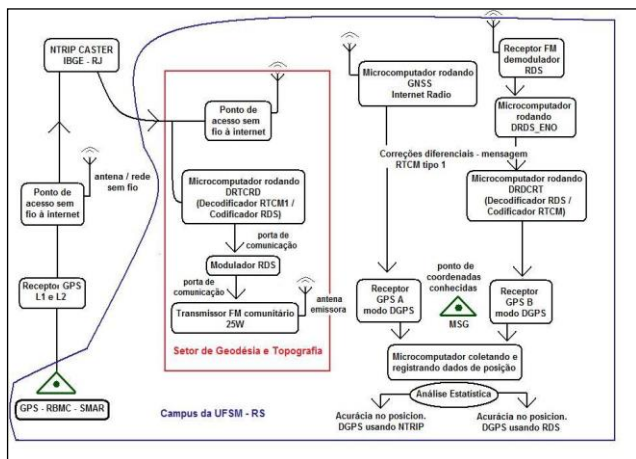 NTRIP CASTER
IBGE - RJ
Ponto de
acesso sem
fio à internet
antena / rede
sem fio
Receptor GPS
L1 e L2
GPS - RBMC - SMAR
Ponto de
acesso sem
fio à internet
Microcomputador rodando
DRTCRD
(Decodificador RTCM1 /
Codificador RDS)
porta de
comunicação
Modulador RDS
porta de
comunicação
Transmissor FM comunitário
25W
antena
emissora
Setor de Geodésia e Topografia
Campus da UFSM - RS
Microcomputador rodando
GNSS
Internet Radio
Receptor FM
demodulador
RDS
Microcomputador
rodando
DRDS_ENO
Correções diferenciais - mensagem
RTCM tipo 1
Microcomputador rodando
DRDCRT
(Decodificador RDS /
Codificador RTCM)
Receptor
GPS A
modo DGPS
ponto de
coordenadas
conhecidas
MSG
Receptor
GPS B
modo DGPS
Microcomputador coletando e
registrando dados de posição
Análise Estatística
Acurácia no posicion.
DGPS usando NTRIP
Acurácia no posicion.
DGPS usando RDS